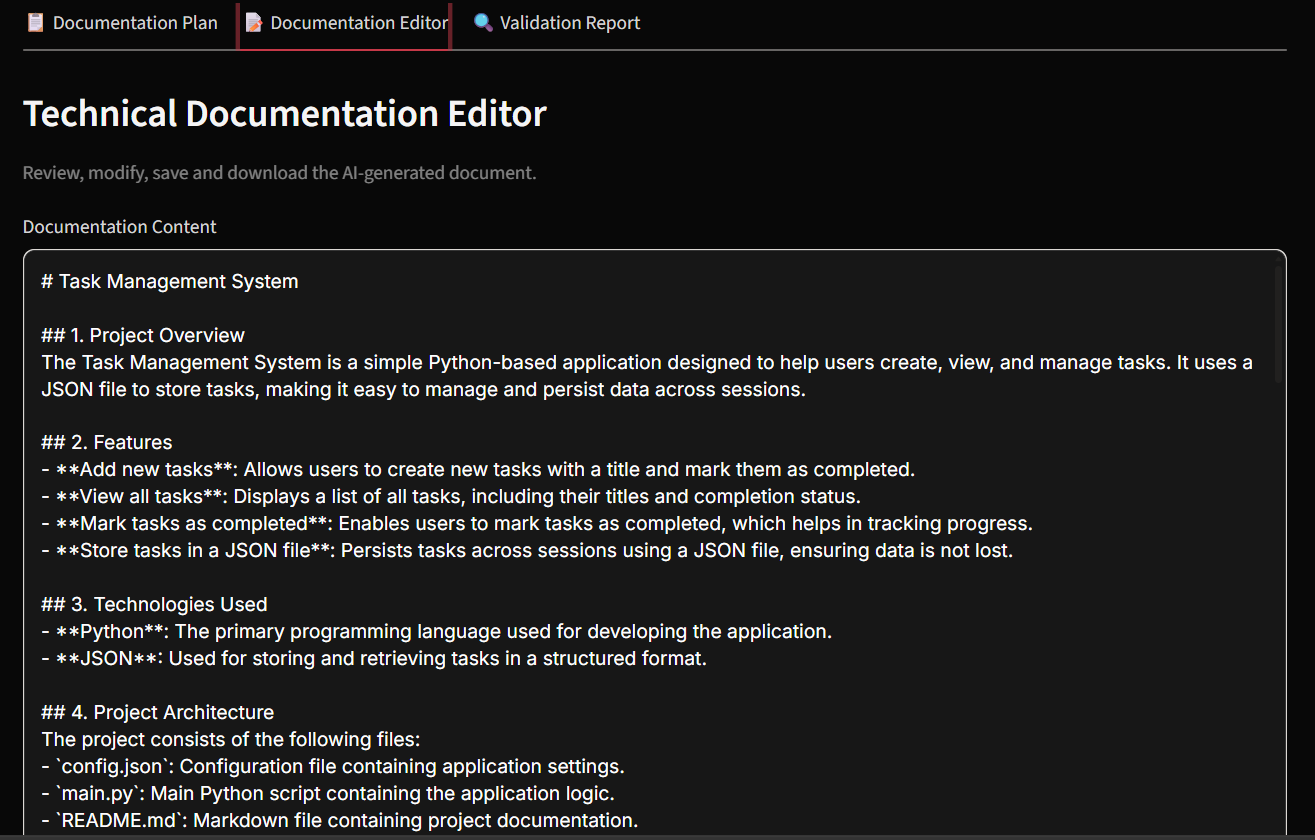 📋 Documentation Plan
📝 Documentation Editor
🔍 Validation Report
Technical Documentation Editor
Review, modify, save and download the AI-generated document.
Documentation Content
# Task Management System
## 1. Project Overview
The Task Management System is a simple Python-based application designed to help users create, view, and manage tasks. It uses a
JSON file to store tasks, making it easy to manage and persist data across sessions.
## 2. Features
- **Add new tasks**: Allows users to create new tasks with a title and mark them as completed.
- **View all tasks**: Displays a list of all tasks, including their titles and completion status.
- **Mark tasks as completed**: Enables users to mark tasks as completed, which helps in tracking progress.
- **Store tasks in a JSON file**: Persists tasks across sessions using a JSON file, ensuring data is not lost.
## 3. Technologies Used
- **Python**: The primary programming language used for developing the application.
- **JSON**: Used for storing and retrieving tasks in a structured format.
## 4. Project Architecture
The project consists of the following files:
- `config.json`: Configuration file containing application settings.
- `main.py`: Main Python script containing the application logic.
- `README.md`: Markdown file containing project documentation.